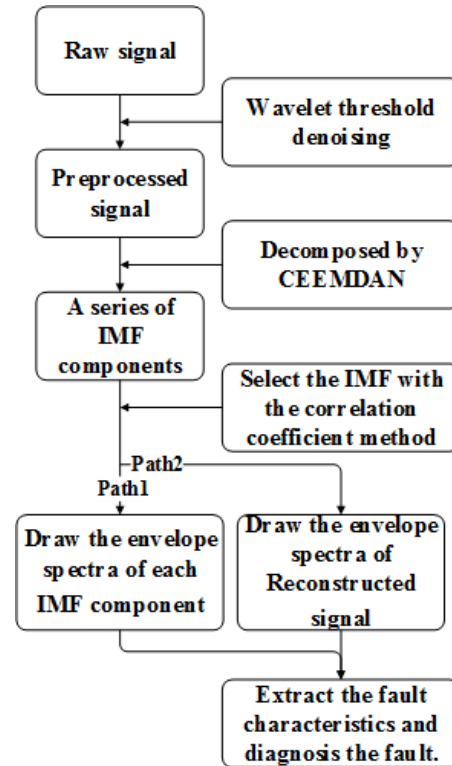 Raw signal
Wavelet threshold
denoising
Preprocessed
signal
Decomposed by
CEEMDAN
A series of
IMF
components
Select the IMF with
the correlation
coefficient method
Path2
Path1
Draw the envelope
spectra of each
IMF component
Draw the envelope
spectra of
Reconstructed
signal
Extract the fault
characteristics and
diagnosis the fault.